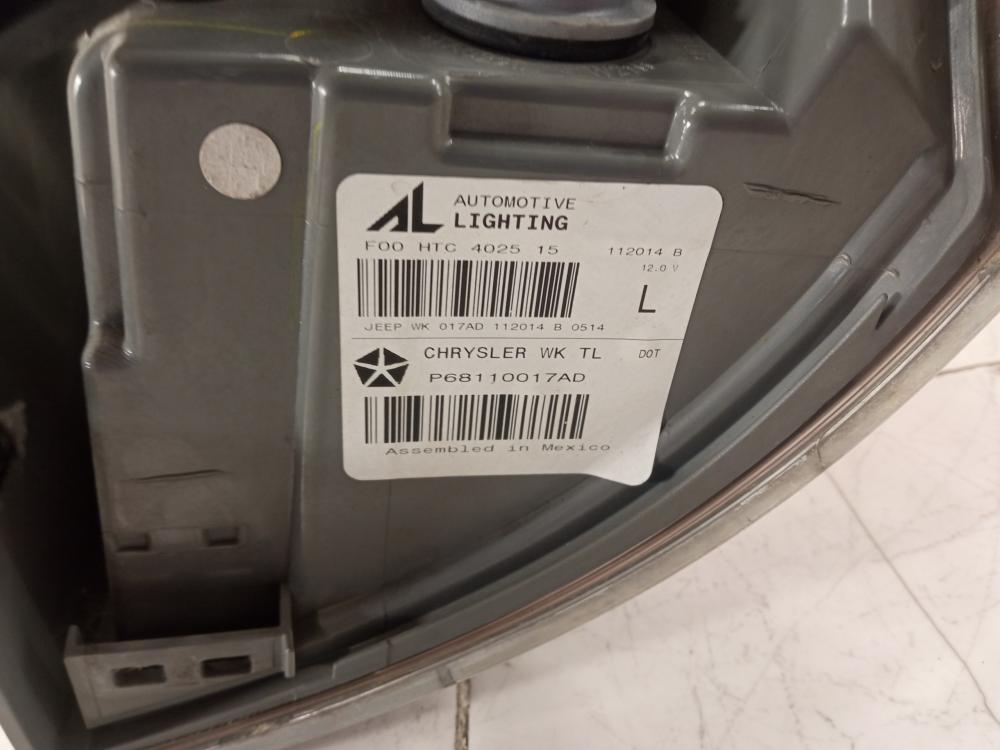 AL AUTOMOTIVE
LIGHTING
F00 HTC 4025 15 112014 B
12.0 V
L
JEEP WK 017AD 112014 B 0514
CHRYSLER WK TL DOT
P68110017AD
Assembled in Mexico